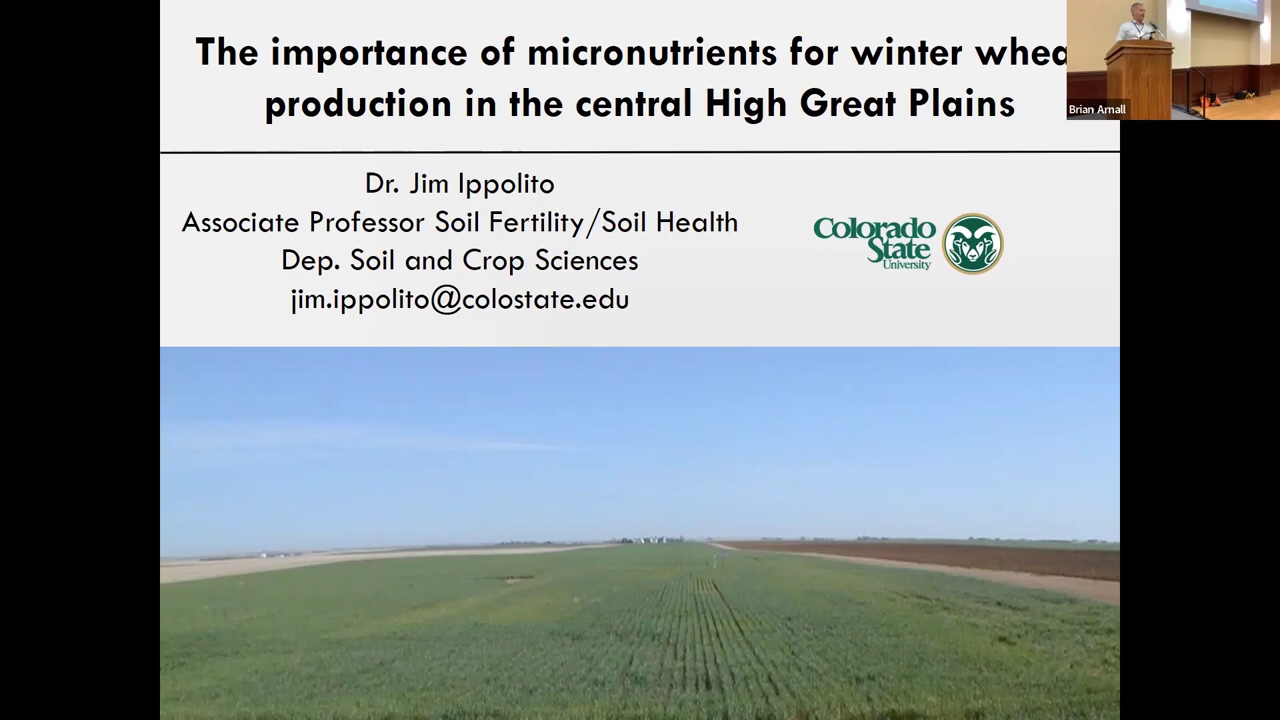 The importance of micronutrients for winter whea
production in the central High Great Plains
Brian Arnall
Dr. Jim Ippolito
Associate Professor Soil Fertility/Soil Health
Dep. Soil and Crop Sciences
jim.ippolito@colostate.edu
Colorado
State
University